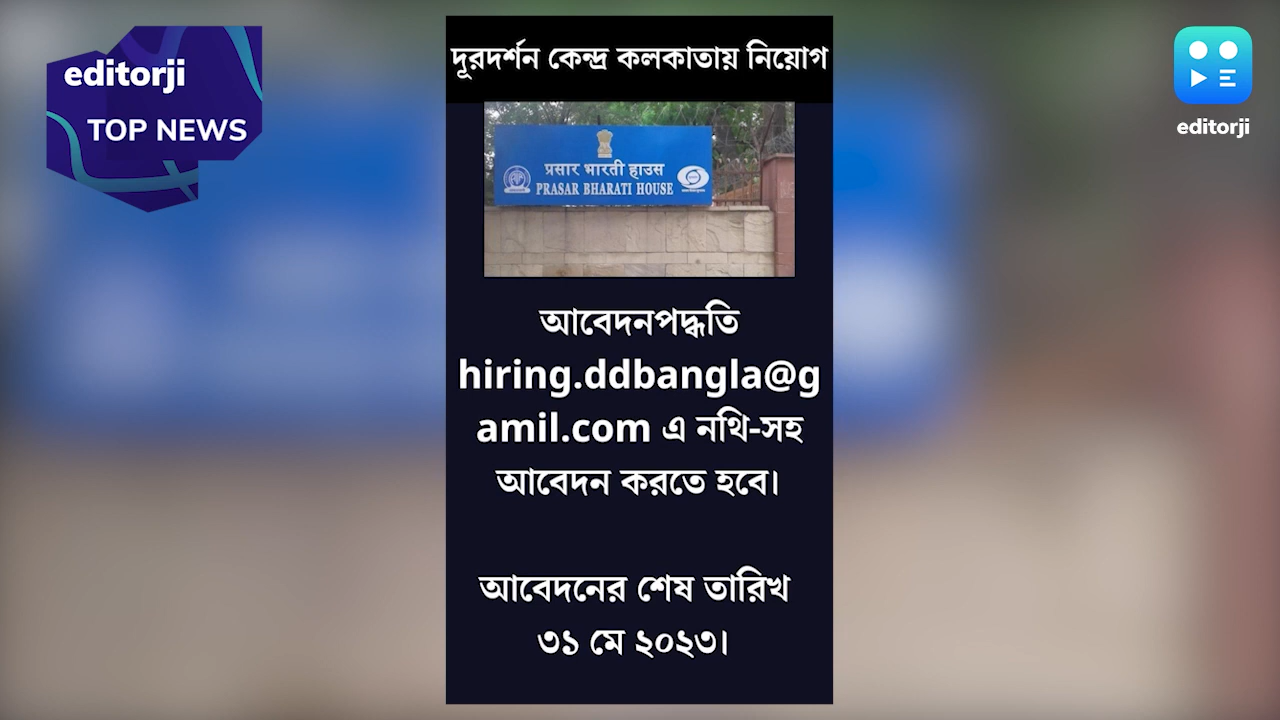 editorji
TOP NEWS
editorji
দূরদর্শন কেন্দ্র কলকাতায় নিয়োগ
प्रसार भारती हाउस
PRASAR BHARATI HOUSE
আবেদনপদ্ধতি
hiring.ddbangla@g
amil.com এ নথি-সহ
আবেদন করতে হবে।
আবেদনের শেষ তারিখ
৩১ মে ২০২৩।